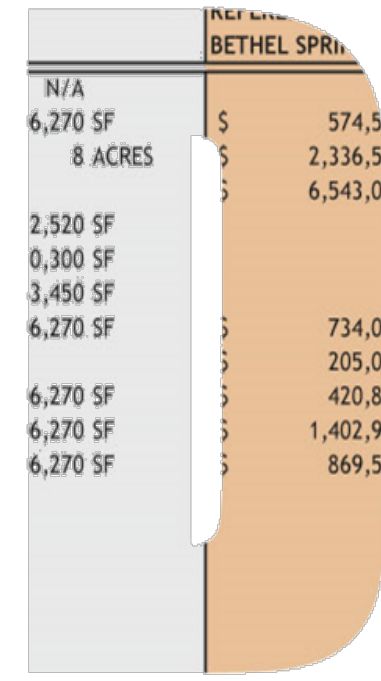 BETHEL
N/A
6,270 SF $ 574,5
8 ACRES $ 2,336,5
$ 6,543,0
2,520 SF
0,300 SF
3,450 SF
6,270 SF $ 734,0
$ 205,0
6,270 SF $ 420,8
6,270 SF $ 1,402,9
6,270 SF $ 869,5